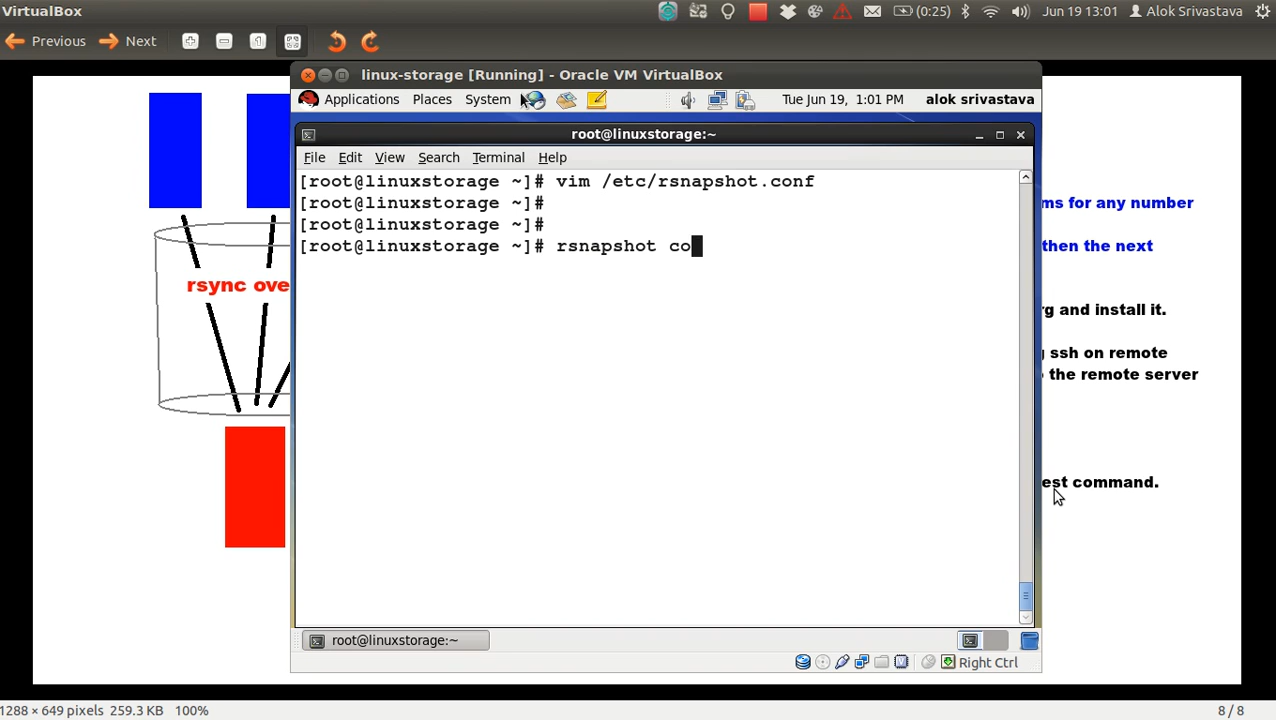 VirtualBox
(0:25)
Jun 19 13:01
Alok Srivastava
Previous
Next
linux-storage [Running] - Oracle VM VirtualBox
Applications Places System
Tue Jun 19, 1:01 PM
alok srivastava
root@linuxstorage:~
File Edit View Search Terminal Help
[root@linuxstorage ~]# vim /etc/rsnapshot.conf
[root@linuxstorage ~]#
[root@linuxstorage ~]#
[root@linuxstorage ~]# rsnapshot co
ms for any number
then the next
rsync ove
rg and install it.
g ssh on remote
o the remote server
est command.
root@linuxstorage:~
Right Ctrl
1288 × 649 pixels 259.3 KB 100%
8 / 8